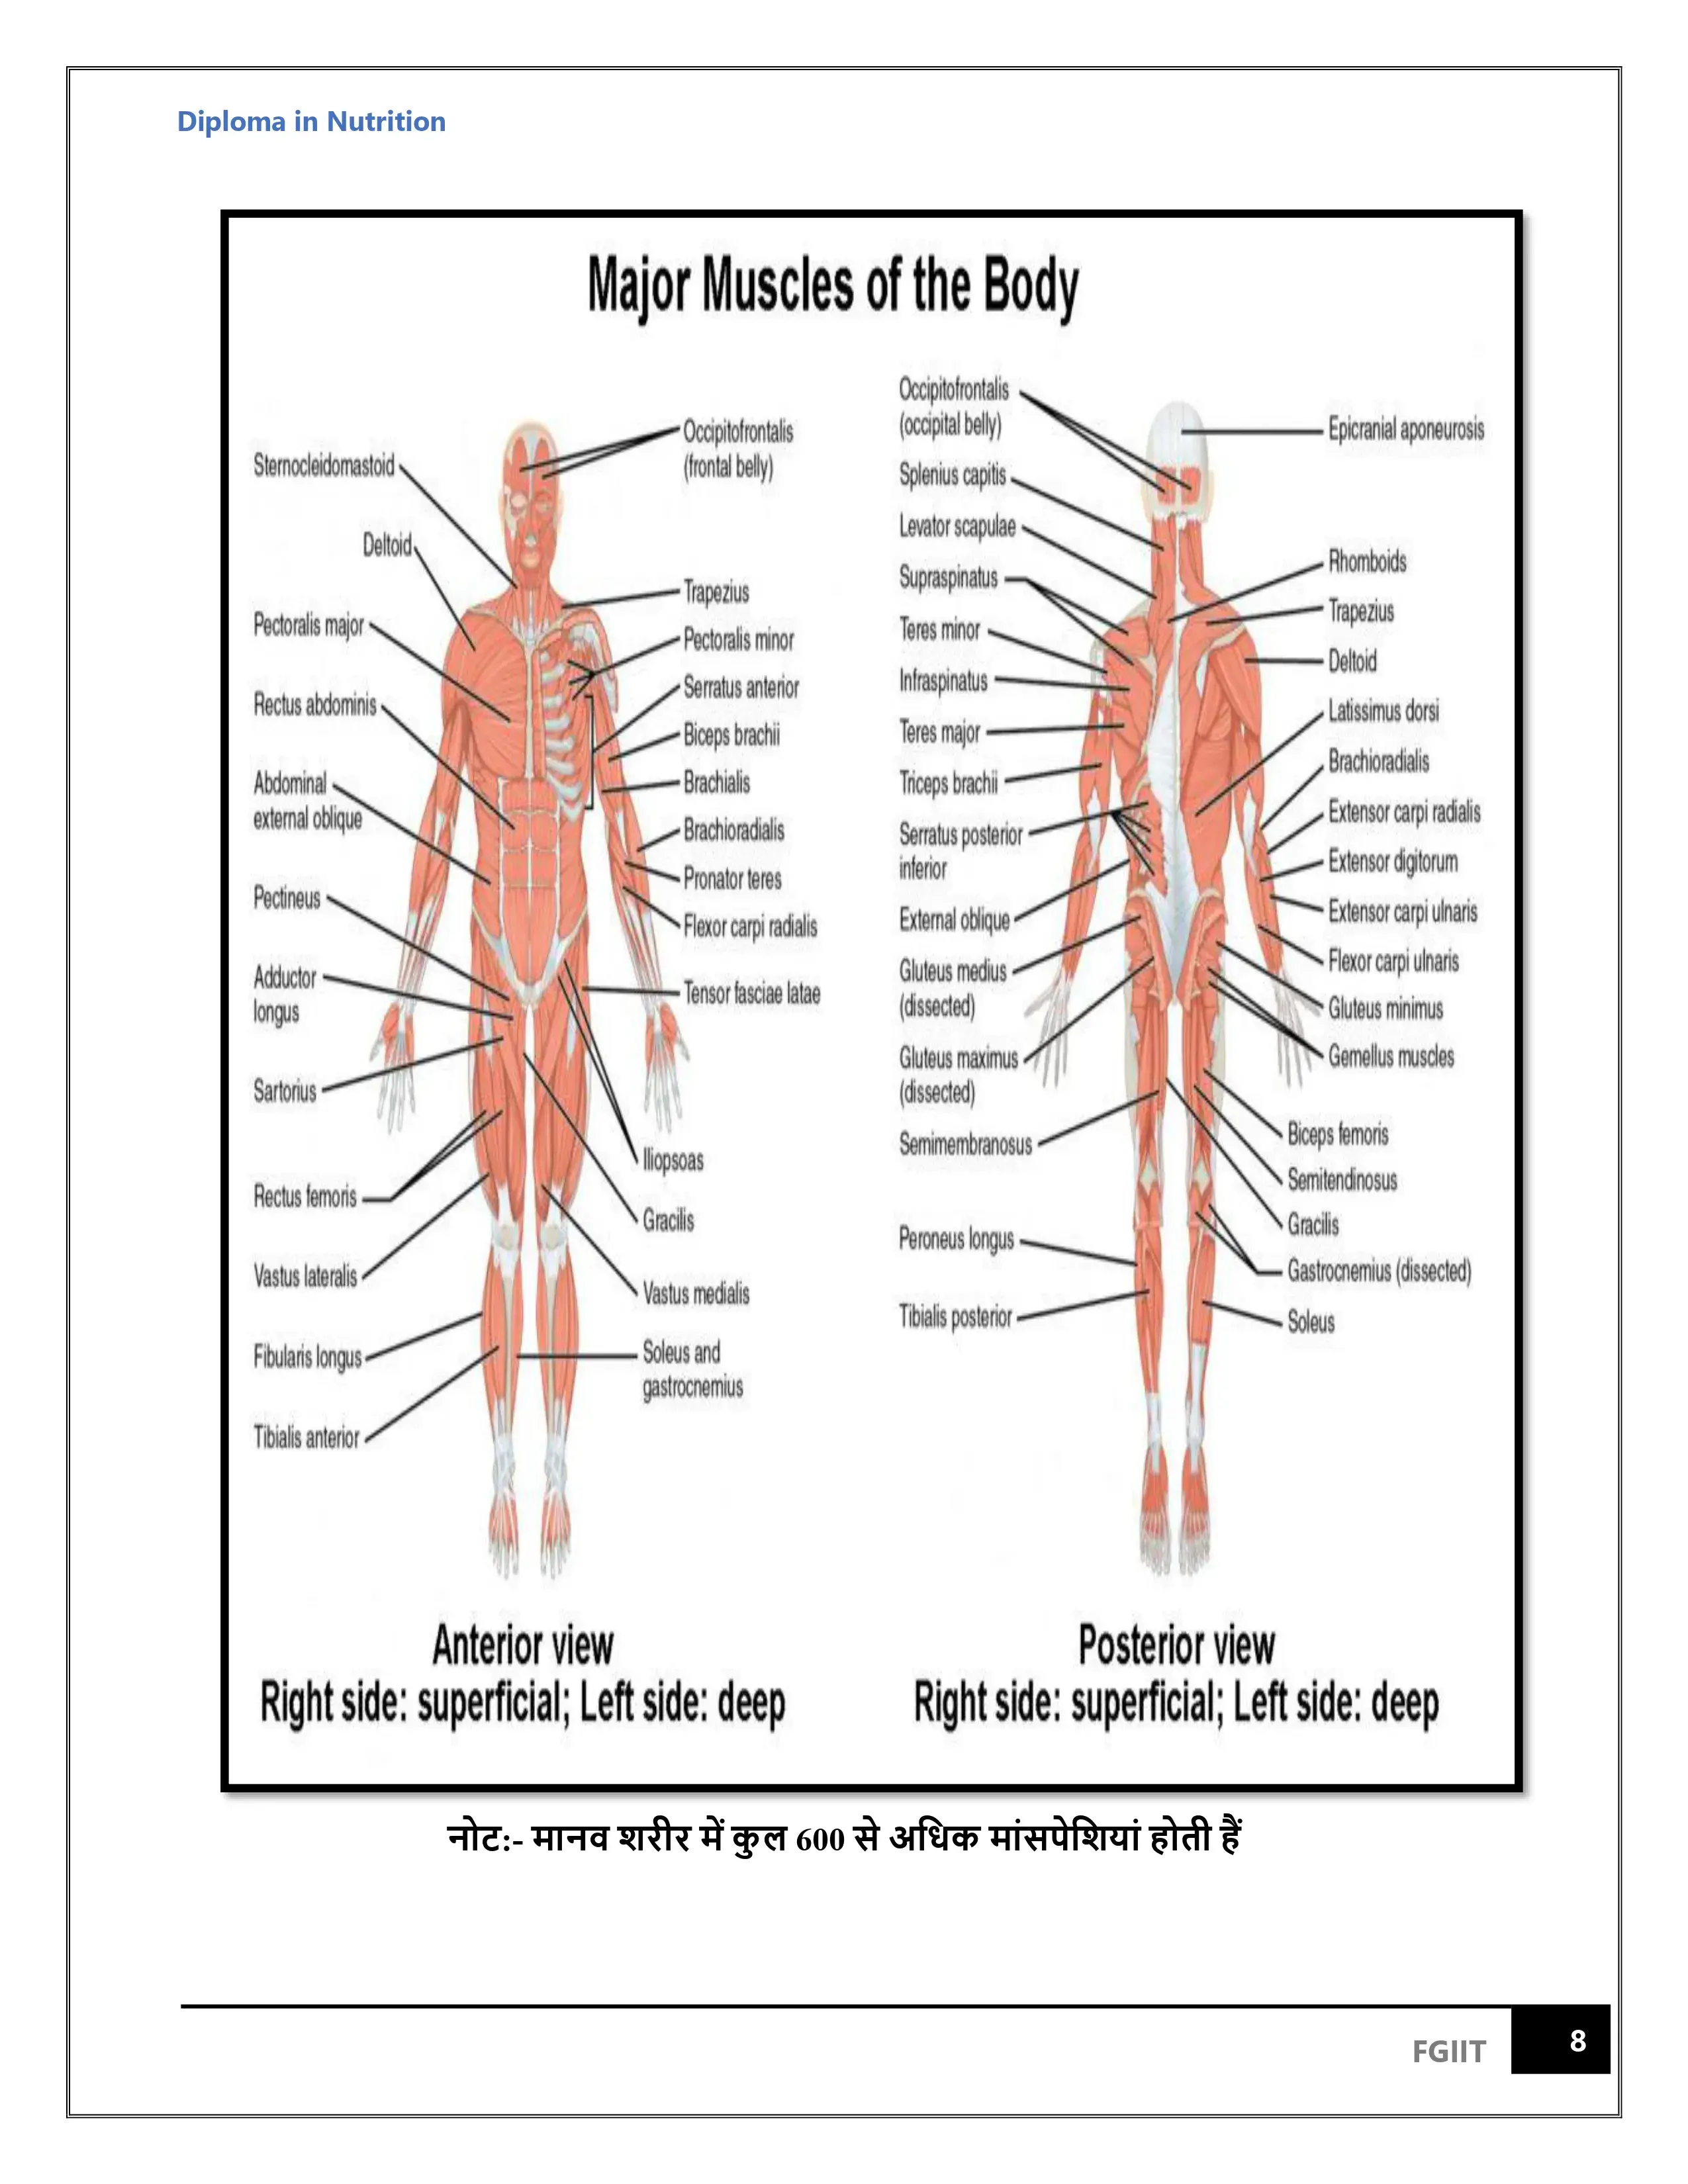 Diploma in Nutrition
Major Muscles of the Body
Sternocleidomastoid
Deltoid
Pectoralis major
Rectus abdominis
Abdominal
external oblique
Pectineus
Adductor
longus
Sartorius
Rectus femoris
Vastus lateralis
Fibularis longus
Tibialis anterior
Occipitofrontalis
(frontal belly)
Trapezius
Pectoralis minor
Serratus anterior
Biceps brachii
Brachialis
Brachioradialis
Pronator teres
Flexor carpi radialis
Tensor fasciae latae
Iliopsoas
Gracilis
Vastus medialis
Soleus and
gastrocnemius
Anterior view
Right side: superficial; Left side: deep
Occipitofrontalis
(occipital belly)
Splenius capitis
Levator scapulae
Supraspinatus
Teres minor
Infraspinatus
Teres major
Triceps brachii
Serratus posterior
inferior
External oblique
Gluteus medius
(dissected)
Gluteus maximus
(dissected)
Semimembranosus
Peroneus longus
Tibialis posterior
Epicranial aponeurosis
Rhomboids
Trapezius
Deltoid
Latissimus dorsi
Brachioradialis
Extensor carpi radialis
Extensor digitorum
Extensor carpi ulnaris
Flexor carpi ulnaris
Gluteus minimus
Gemellus muscles
Biceps femoris
Semitendinosus
Gracilis
Gastrocnemius (dissected)
Soleus
Posterior view
Right side: superficial; Left side: deep
नोट:- मानव शरीर में कुल 600 से अधिक मांसपेशियां होती हैं
FGIIT
8